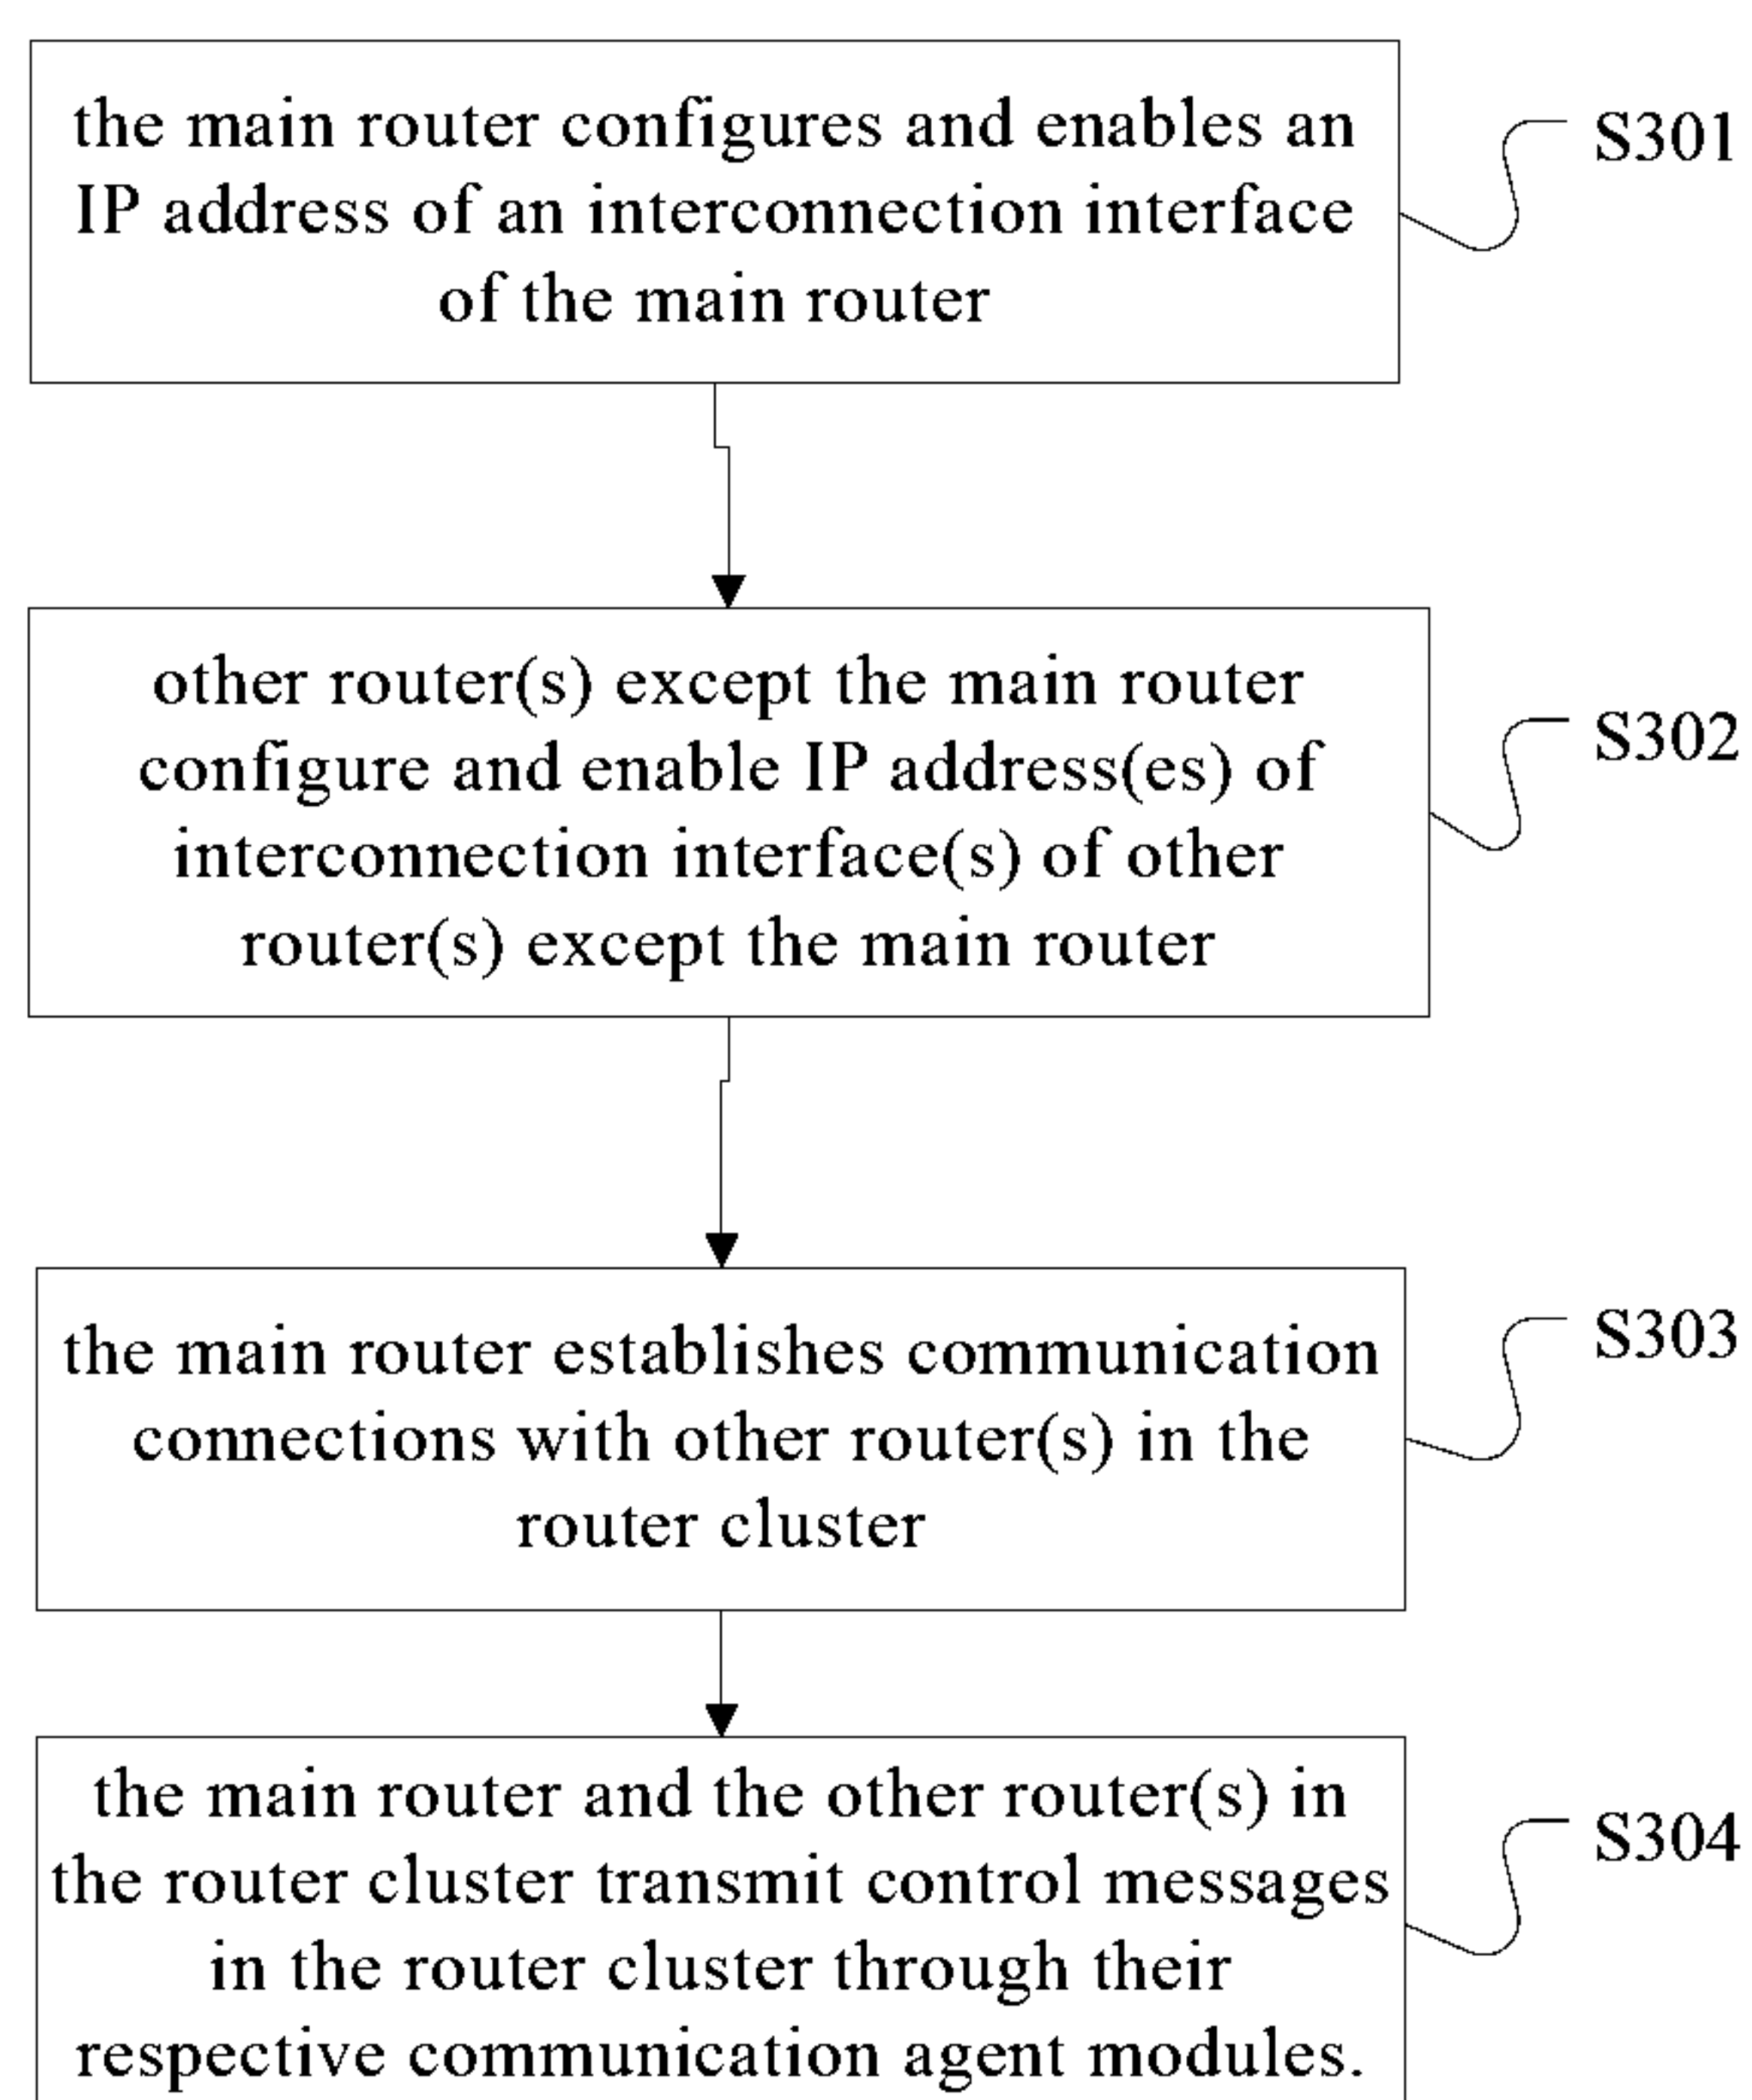 the main router configures and enables an
IP address of an interconnection interface
of the main router
S301
other router(s) except the main router
configure and enable IP address(es) of
interconnection interface(s) of other
router(s) except the main router
S302
the main router establishes communication
connections with other router(s) in the
router cluster
S303
the main router and the other router(s) in
the router cluster transmit control messages
in the router cluster through their
respective communication agent modules.
S304